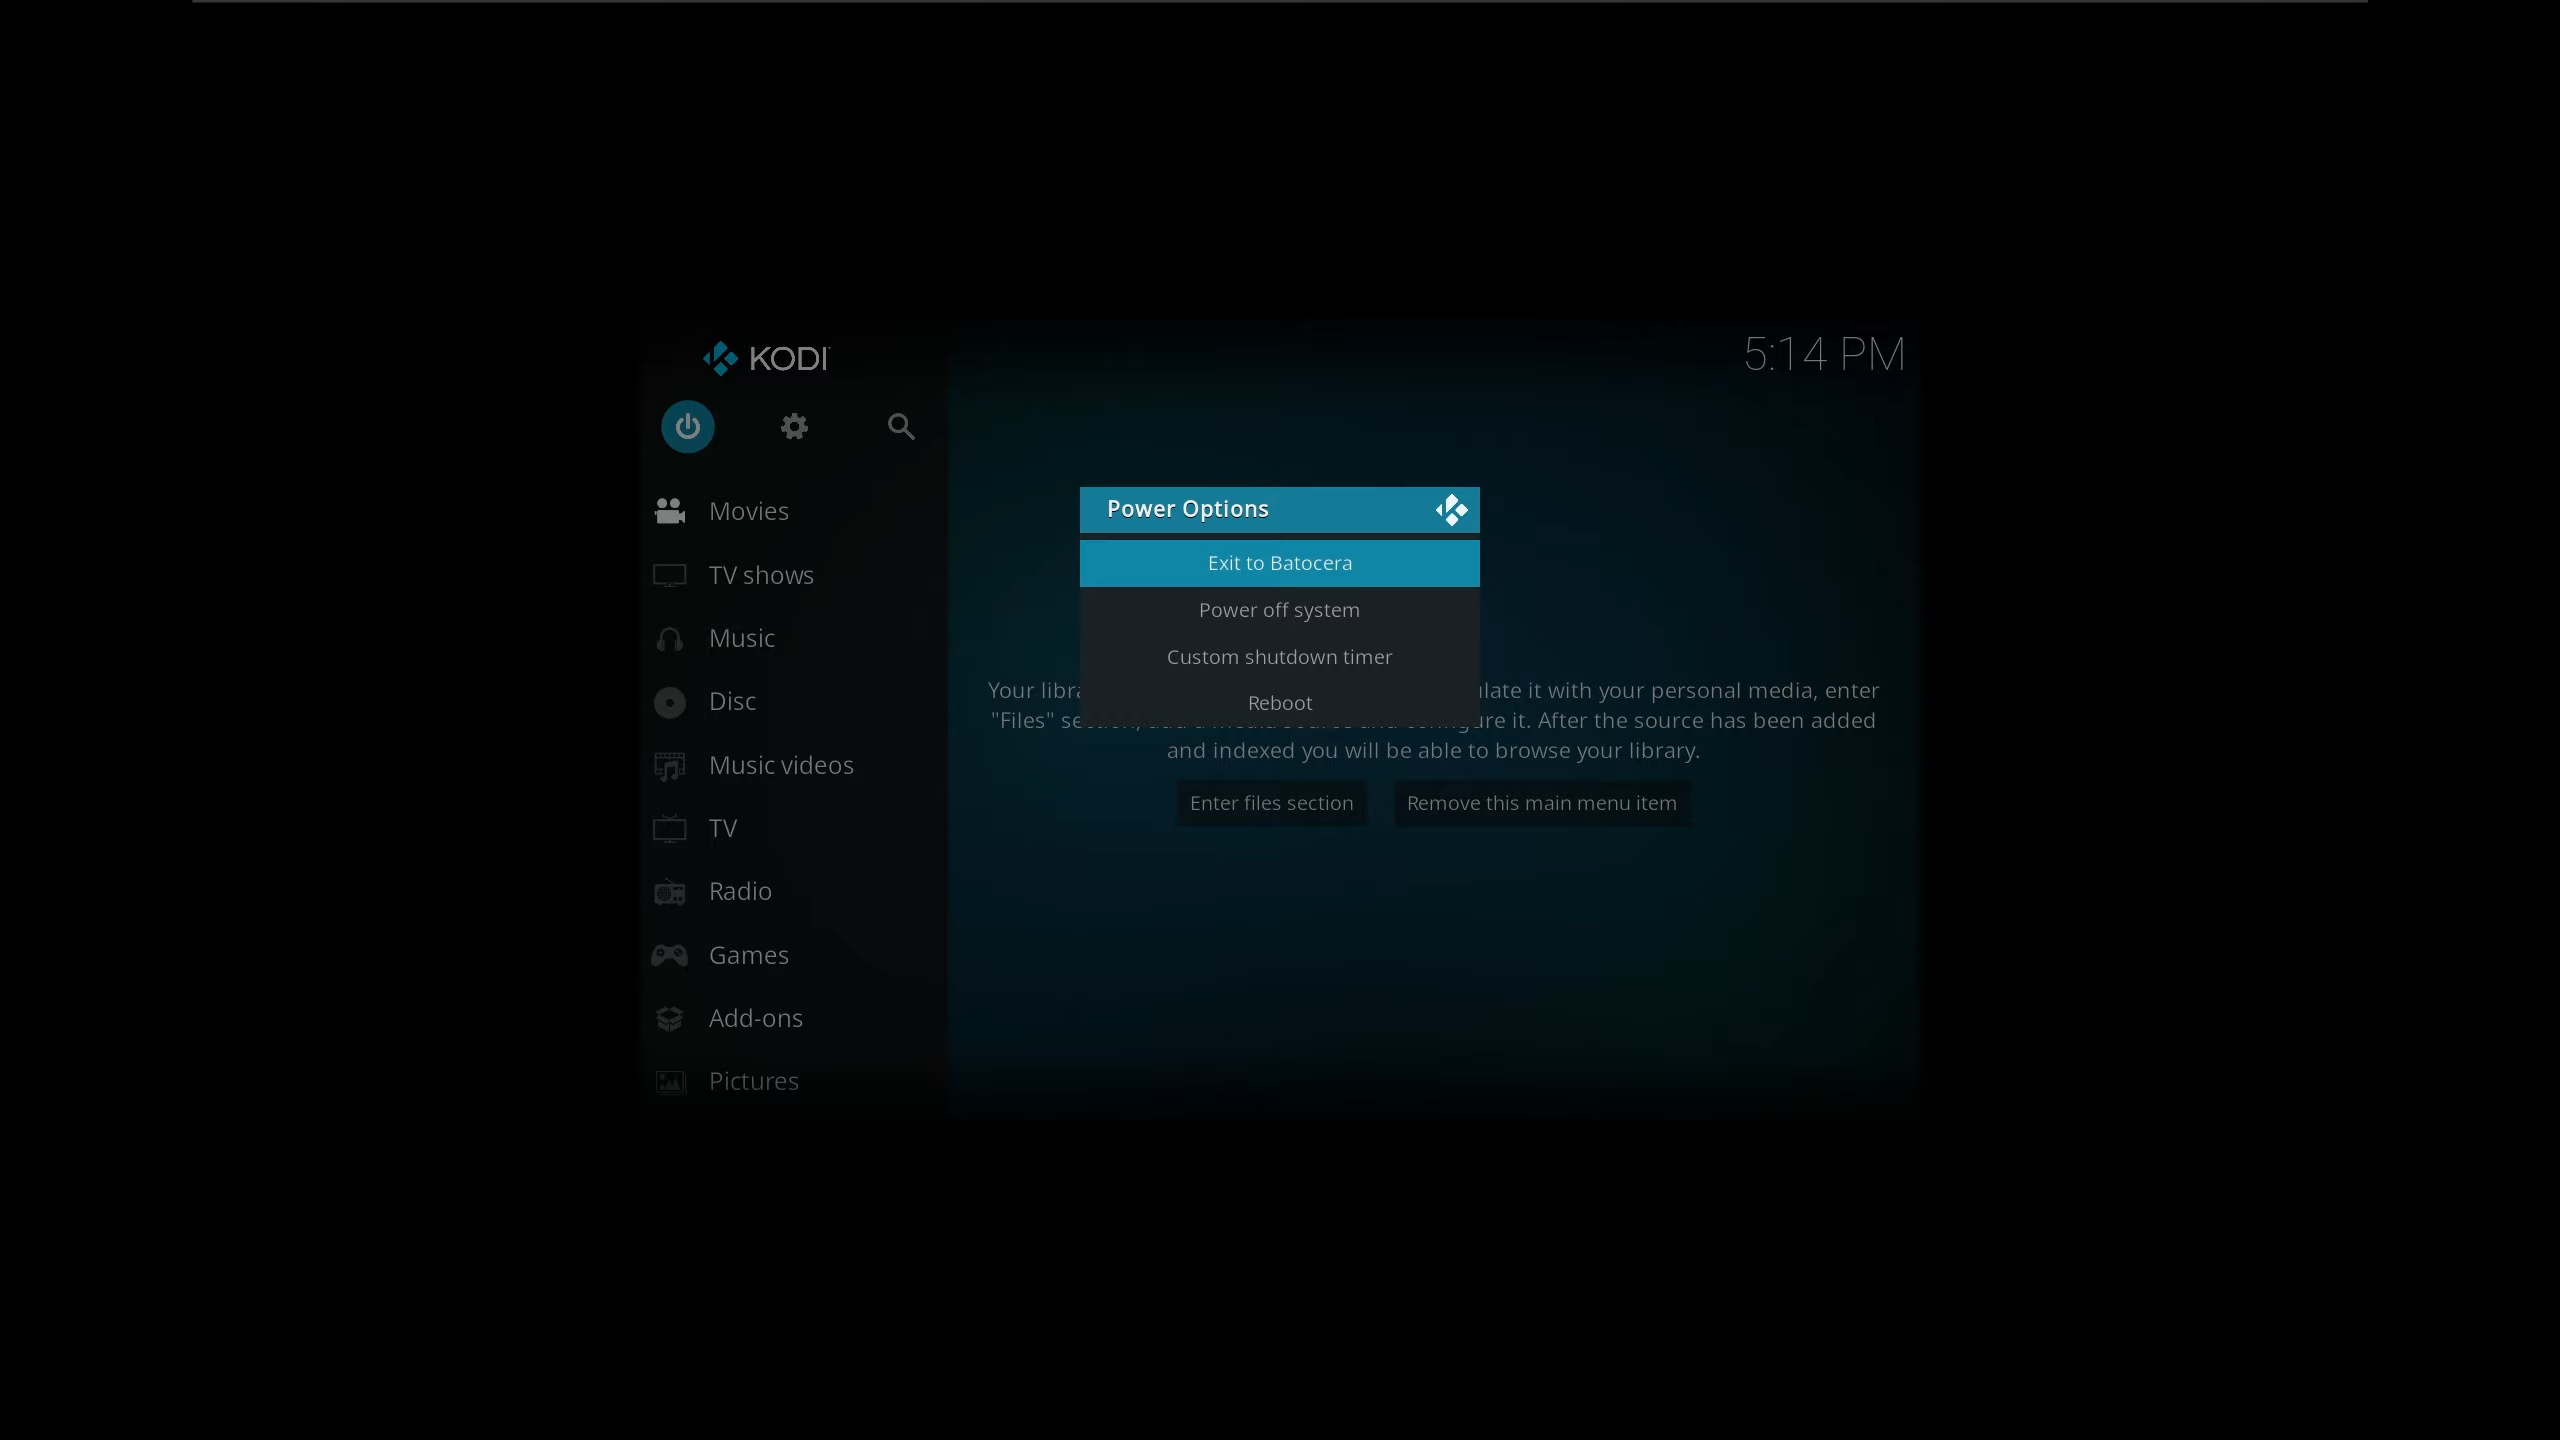 KODI
5:14 PM
Movies
TV shows
Music
Disc
Music videos
TV
Radio
Games
Add-ons
Pictures
Power Options
Exit to Batocera
Power off system
Custom shutdown timer
Reboot
Your libra ulate it with your personal media, enter
"Files" se ure it. After the source has been added
and indexed you will be able to browse your library.
Enter files section
Remove this main menu item